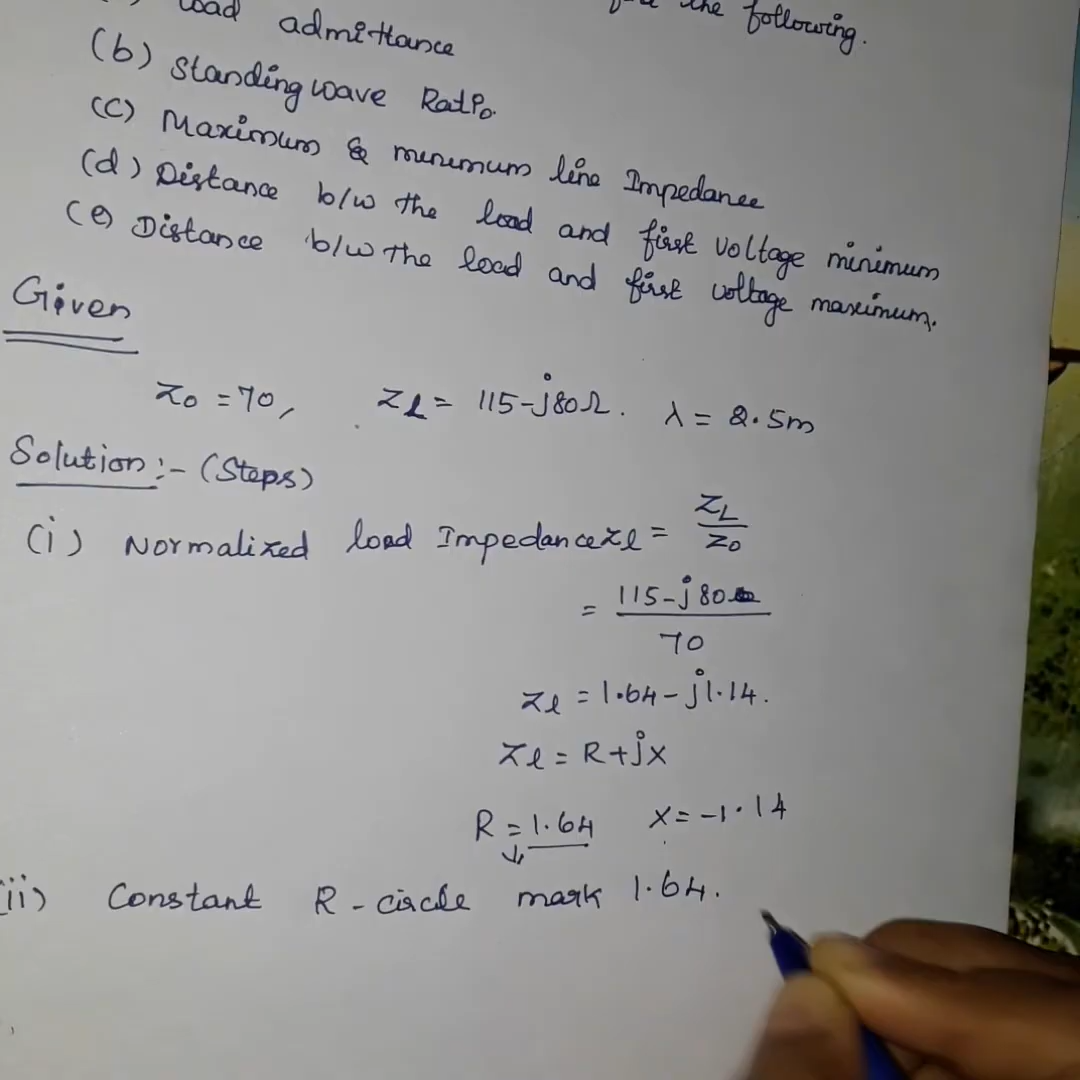 load admittance
the following.
(b) Standing wave Ratio
(c) Maximum & minimum line Impedance
(d) Distance b/w the load and first voltage minimum
(e) Distance b/w the load and first voltage maximum.
Given
Z0 = 70, Zl = 115-j80Ω. λ = 2.5m
Solution:- (Steps)
(i) Normalized load Impedance zl = ZL/Z0
= 115-j80/70
zl = 1.64-j1.14.
zl = R+jx
R = 1.64 x = -1.14
(ii) Constant R-circle mark 1.64.